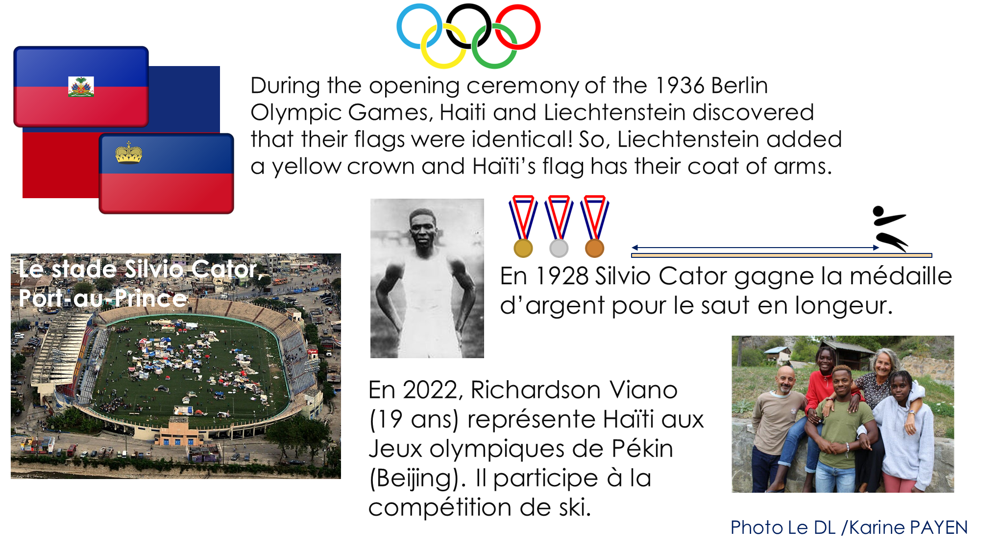 During the opening ceremony of the 1936 Berlin
Olympic Games, Haiti and Liechtenstein discovered
that their flags were identical! So, Liechtenstein added
a yellow crown and Haïti’s flag has their coat of arms.
Le stade Silvio Cator,
Port-au-Prince
Digicel
En 1928 Silvio Cator gagne la médaille
d’argent pour le saut en longeur.
En 2022, Richardson Viano
(19 ans) représente Haïti aux
Jeux olympiques de Pékin
(Beijing). Il participe à la
compétition de ski.
Photo Le DL /Karine PAYEN